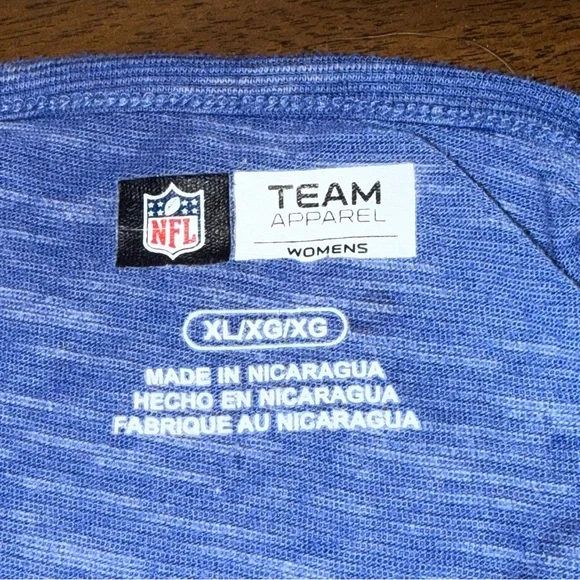 NFL
TEAM
APPAREL
WOMENS
XL/XG/XG
MADE IN NICARAGUA
HECHO EN NICARAGUA
FABRIQUE AU NICARAGUA